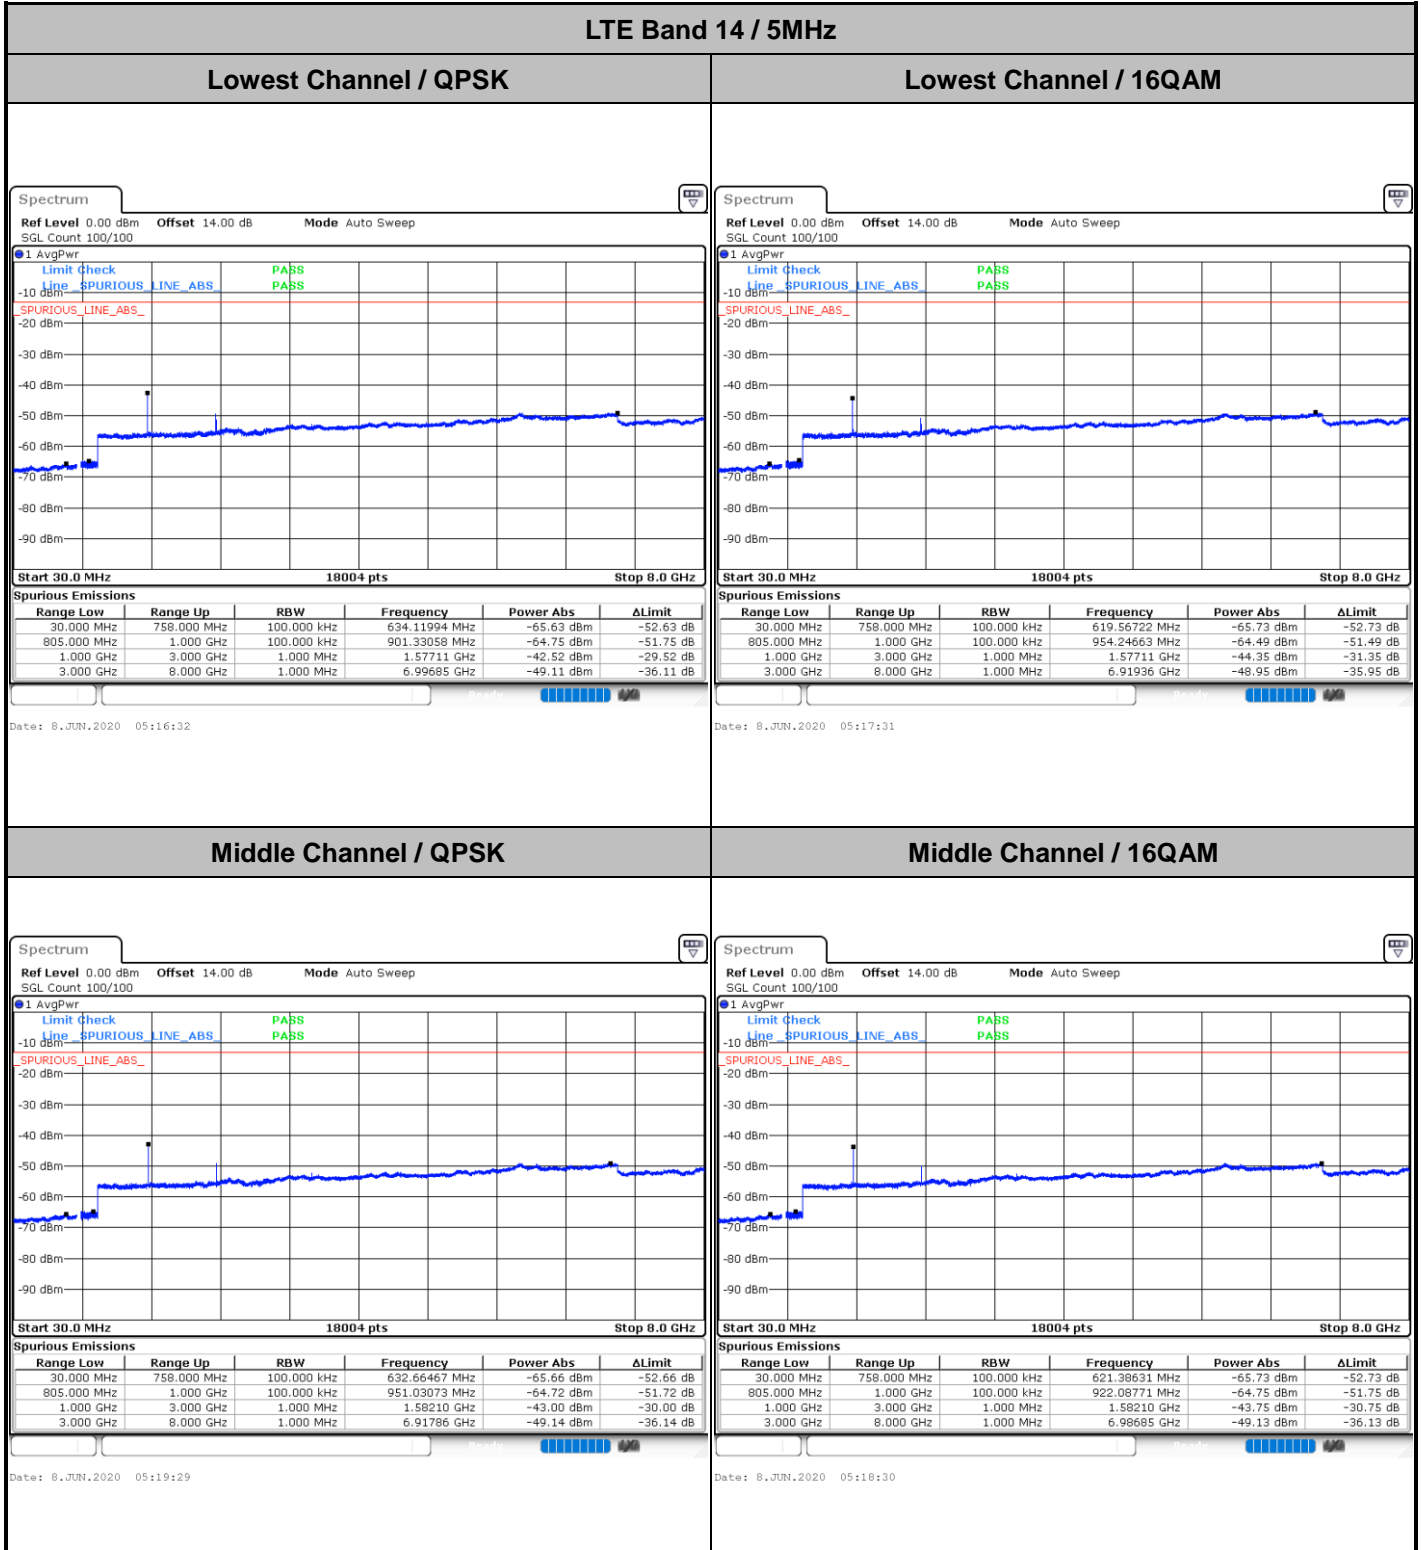 LTE Band 14 / 5MHz
Lowest Channel / QPSK
Lowest Channel / 16QAM
Spectrum
Ref Level 0.00 dBm Offset 14.00 dB Mode Auto Sweep
SGL Count 100/100
1 AvgPwr
Limit Check PASS
Line _SPURIOUS_LINE_ABS_ PASS
-10 dBm
_SPURIOUS_LINE_ABS_
-20 dBm
-30 dBm
-40 dBm
-50 dBm
-60 dBm
-70 dBm
-80 dBm
-90 dBm
Start 30.0 MHz 18004 pts Stop 8.0 GHz
Spurious Emissions
Range Low Range Up RBW Frequency Power Abs ΔLimit
30.000 MHz 758.000 MHz 100.000 kHz 634.11994 MHz -65.63 dBm -52.63 dB
805.000 MHz 1.000 GHz 100.000 kHz 901.33058 MHz -64.75 dBm -51.75 dB
1.000 GHz 3.000 GHz 1.000 MHz 1.57711 GHz -42.52 dBm -29.52 dB
3.000 GHz 8.000 GHz 1.000 MHz 6.99685 GHz -49.11 dBm -36.11 dB
Ready
Date: 8.JUN.2020 05:16:32
Spectrum
Ref Level 0.00 dBm Offset 14.00 dB Mode Auto Sweep
SGL Count 100/100
1 AvgPwr
Limit Check PASS
Line _SPURIOUS_LINE_ABS_ PASS
-10 dBm
_SPURIOUS_LINE_ABS_
-20 dBm
-30 dBm
-40 dBm
-50 dBm
-60 dBm
-70 dBm
-80 dBm
-90 dBm
Start 30.0 MHz 18004 pts Stop 8.0 GHz
Spurious Emissions
Range Low Range Up RBW Frequency Power Abs ΔLimit
30.000 MHz 758.000 MHz 100.000 kHz 619.56722 MHz -65.73 dBm -52.73 dB
805.000 MHz 1.000 GHz 100.000 kHz 954.24663 MHz -64.49 dBm -51.49 dB
1.000 GHz 3.000 GHz 1.000 MHz 1.57711 GHz -44.35 dBm -31.35 dB
3.000 GHz 8.000 GHz 1.000 MHz 6.91936 GHz -48.95 dBm -35.95 dB
Ready
Date: 8.JUN.2020 05:17:31
Middle Channel / QPSK
Middle Channel / 16QAM
Spectrum
Ref Level 0.00 dBm Offset 14.00 dB Mode Auto Sweep
SGL Count 100/100
1 AvgPwr
Limit Check PASS
Line _SPURIOUS_LINE_ABS_ PASS
-10 dBm
_SPURIOUS_LINE_ABS_
-20 dBm
-30 dBm
-40 dBm
-50 dBm
-60 dBm
-70 dBm
-80 dBm
-90 dBm
Start 30.0 MHz 18004 pts Stop 8.0 GHz
Spurious Emissions
Range Low Range Up RBW Frequency Power Abs ΔLimit
30.000 MHz 758.000 MHz 100.000 kHz 632.66467 MHz -65.66 dBm -52.66 dB
805.000 MHz 1.000 GHz 100.000 kHz 951.03073 MHz -64.72 dBm -51.72 dB
1.000 GHz 3.000 GHz 1.000 MHz 1.58210 GHz -43.00 dBm -30.00 dB
3.000 GHz 8.000 GHz 1.000 MHz 6.91786 GHz -49.14 dBm -36.14 dB
Ready
Date: 8.JUN.2020 05:19:29
Spectrum
Ref Level 0.00 dBm Offset 14.00 dB Mode Auto Sweep
SGL Count 100/100
1 AvgPwr
Limit Check PASS
Line _SPURIOUS_LINE_ABS_ PASS
-10 dBm
_SPURIOUS_LINE_ABS_
-20 dBm
-30 dBm
-40 dBm
-50 dBm
-60 dBm
-70 dBm
-80 dBm
-90 dBm
Start 30.0 MHz 18004 pts Stop 8.0 GHz
Spurious Emissions
Range Low Range Up RBW Frequency Power Abs ΔLimit
30.000 MHz 758.000 MHz 100.000 kHz 621.38631 MHz -65.73 dBm -52.73 dB
805.000 MHz 1.000 GHz 100.000 kHz 922.08771 MHz -64.75 dBm -51.75 dB
1.000 GHz 3.000 GHz 1.000 MHz 1.58210 GHz -43.75 dBm -30.75 dB
3.000 GHz 8.000 GHz 1.000 MHz 6.98685 GHz -49.13 dBm -36.13 dB
Ready
Date: 8.JUN.2020 05:18:30